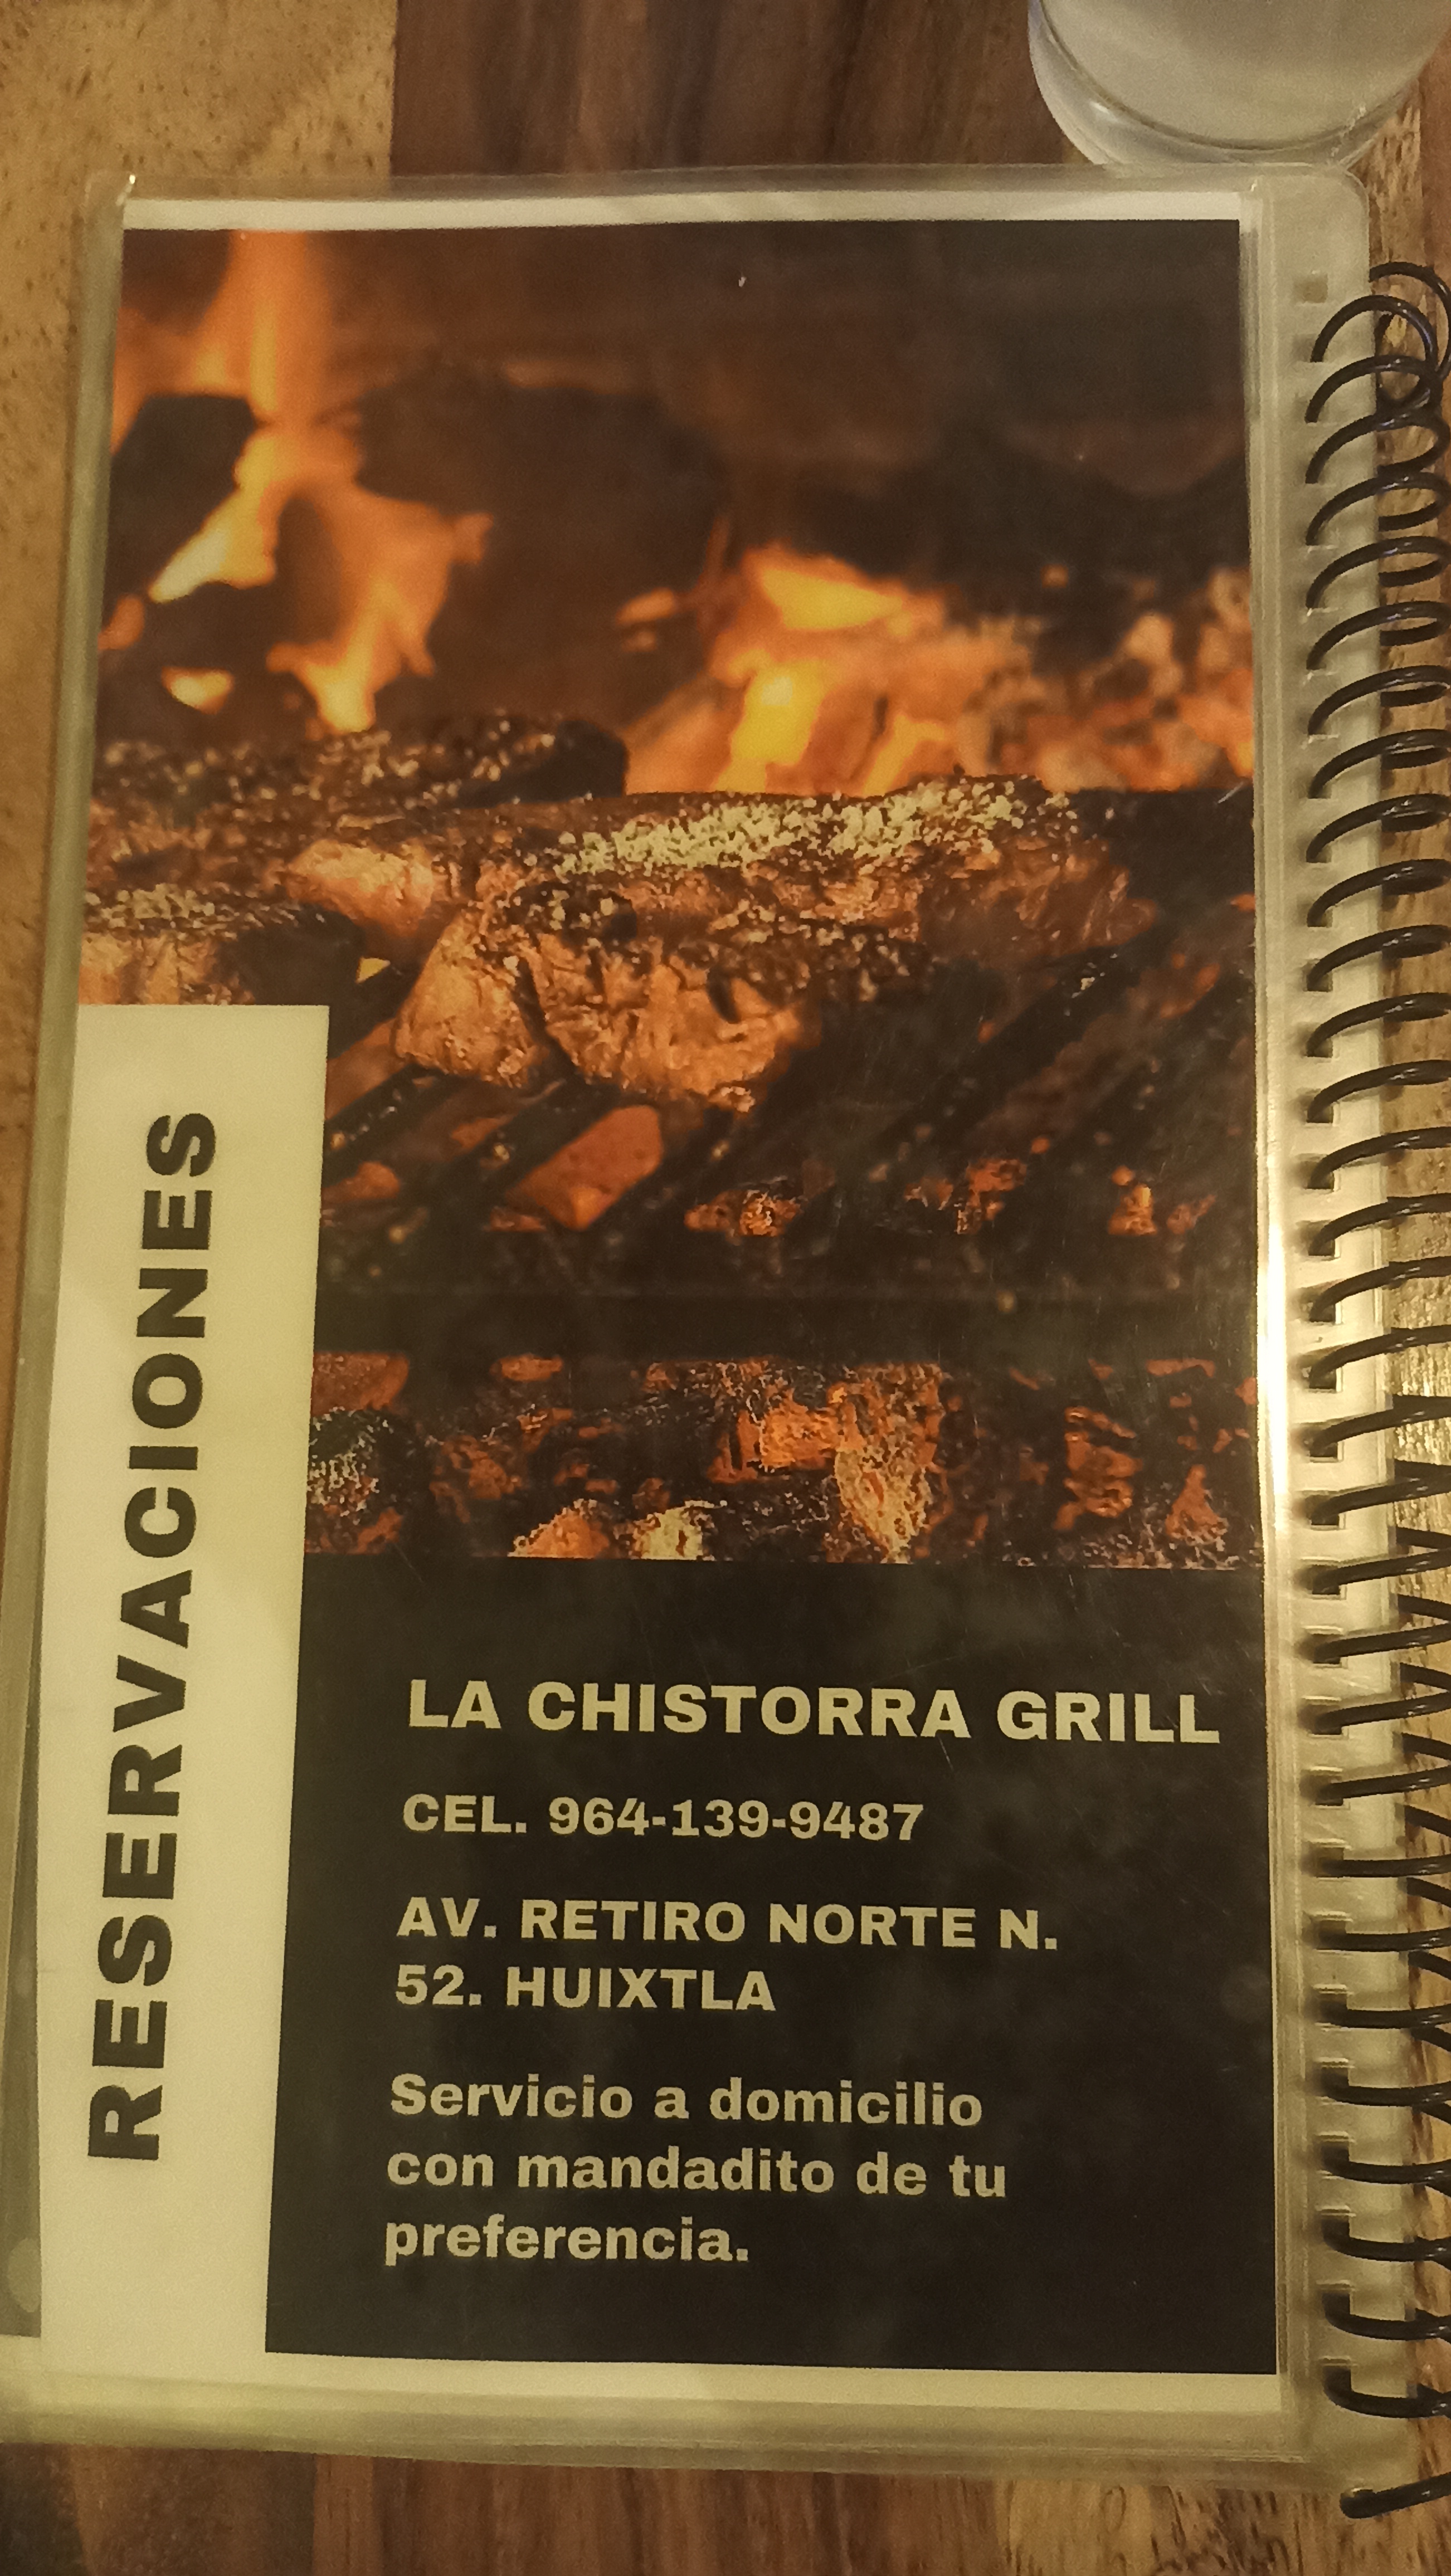 RESERVACIONES
LA CHISTORRA GRILL
CEL. 964-139-9487
AV. RETIRO NORTE N.
52. HUIXTLA
Servicio a domicilio
con mandadito de tu
preferencia.